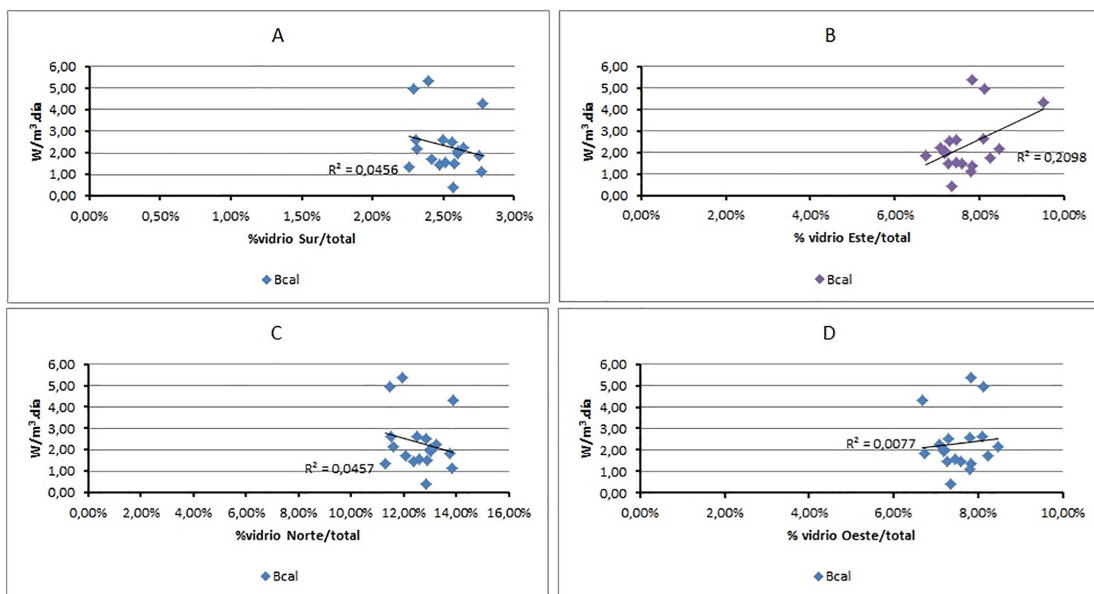 A
6,00
5,00
4,00
3,00
2,00
1,00
0,00
W/m³.día
R² = 0,0456
0,00% 0,50% 1,00% 1,50% 2,00% 2,50% 3,00%
%vidrio Sur/total
Bcal
B
6,00
5,00
4,00
3,00
2,00
1,00
0,00
W/m³.día
R² = 0,2098
0,00% 2,00% 4,00% 6,00% 8,00% 10,00%
% vidrio Este/total
Bcal
C
6,00
5,00
4,00
3,00
2,00
1,00
0,00
W/m³.día
R² = 0,0457
0,00% 2,00% 4,00% 6,00% 8,00% 10,00% 12,00% 14,00% 16,00%
%vidrio Norte/total
Bcal
D
6,00
5,00
4,00
3,00
2,00
1,00
0,00
W/m³.día
R² = 0,0077
0,00% 2,00% 4,00% 6,00% 8,00% 10,00%
% vidrio Oeste/total
Bcal